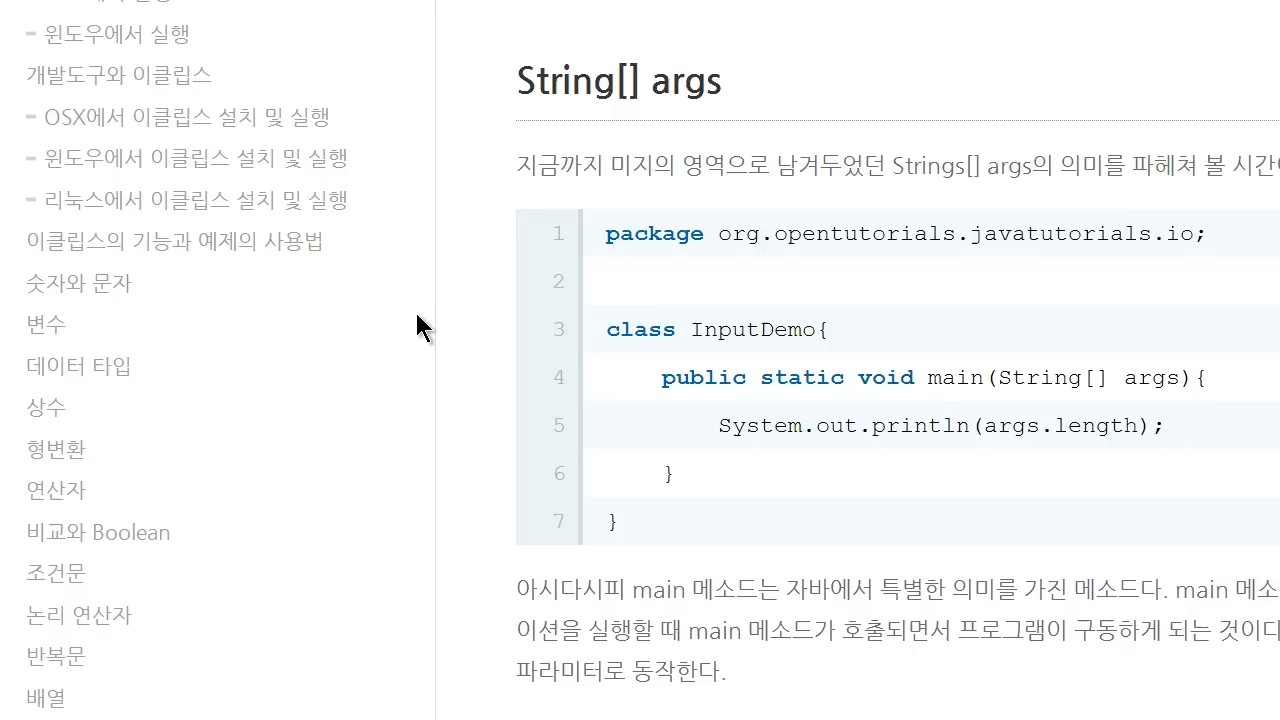 윈도우에서 실행
개발도구와 이클립스
OSX에서 이클립스 설치 및 실행
윈도우에서 이클립스 설치 및 실행
리눅스에서 이클립스 설치 및 실행
이클립스의 기능과 예제의 사용법
숫자와 문자
변수
데이터 타입
상수
형변환
연산자
비교와 Boolean
조건문
논리 연산자
반복문
배열
String[] args
지금까지 미지의 영역으로 남겨두었던 Strings[] args의 의미를 파헤쳐 볼 시간
1 package org.opentutorials.javatutorials.io;
2
3 class InputDemo{
4 public static void main(String[] args){
5 System.out.println(args.length);
6 }
7 }
아시다시피 main 메소드는 자바에서 특별한 의미를 가진 메소드다. main 메소
이션을 실행할 때 main 메소드가 호출되면서 프로그램이 구동하게 되는 것이다
파라미터로 동작한다.